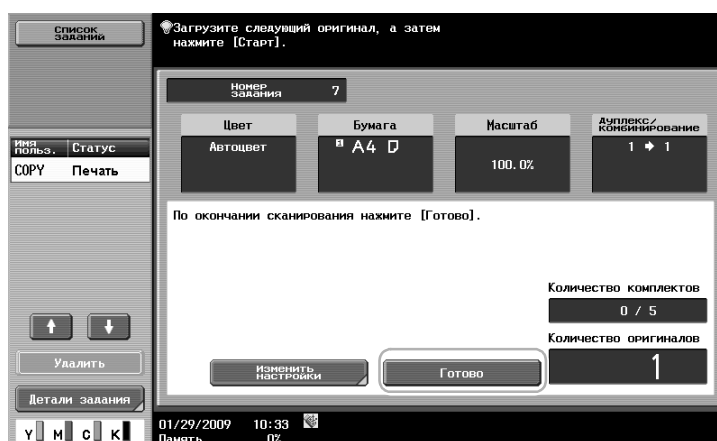 Список
заданий
Загрузите следующий оригинал, а затем
нажмите [Старт].
Номер
задания
7
Цвет
Бумага
Масштаб
Дуплекс/
комбинирование
Автоцвет
A4
100.0%
1 → 1
Имя
польз.
Статус
COPY
Печать
По окончании сканирования нажмите [Готово].
Количество комплектов
0 / 5
Количество оригиналов
1
Изменить
настройки
Готово
Удалить
Детали задания
Y M C K
01/29/2009 10:33
Память 0%